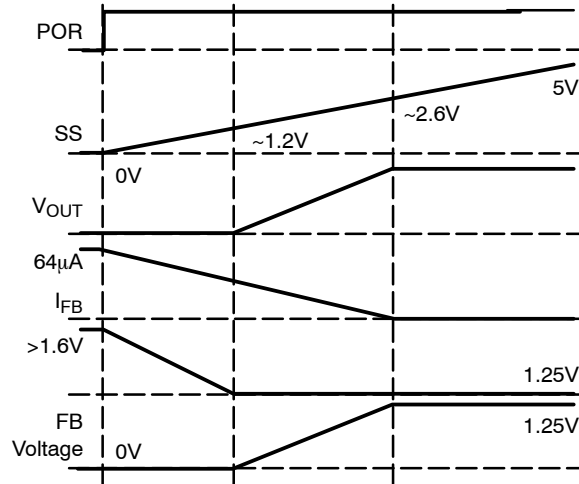 POR
5V
~2.6V
SS
~1.2V
0V
VOUT
64μA
IFB
>1.6V
1.25V
FB
Voltage
1.25V
0V